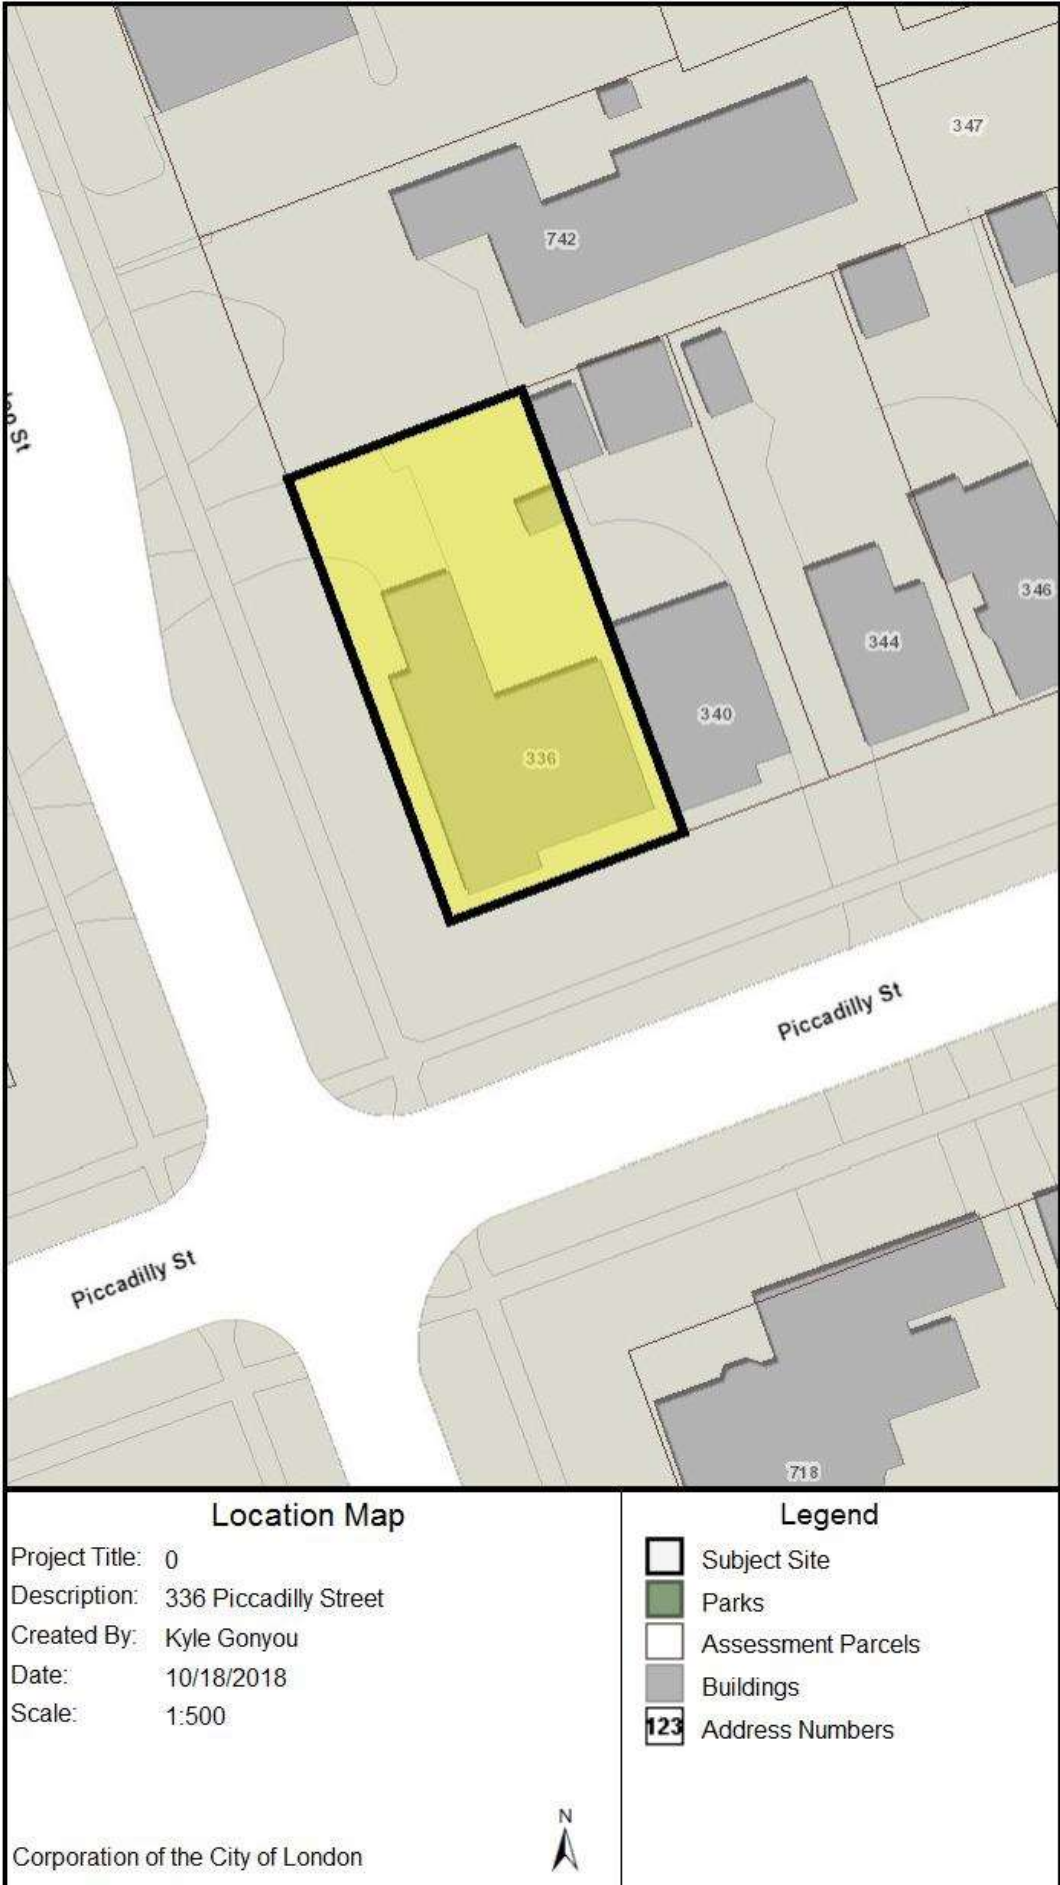 347
742
St
346
344
340
336
Piccadilly St
Piccadilly St
718
Location Map
Project Title: 0
Description: 336 Piccadilly Street
Created By: Kyle Gonyou
Date: 10/18/2018
Scale: 1:500
N
Corporation of the City of London
Legend
Subject Site
Parks
Assessment Parcels
Buildings
123 Address Numbers